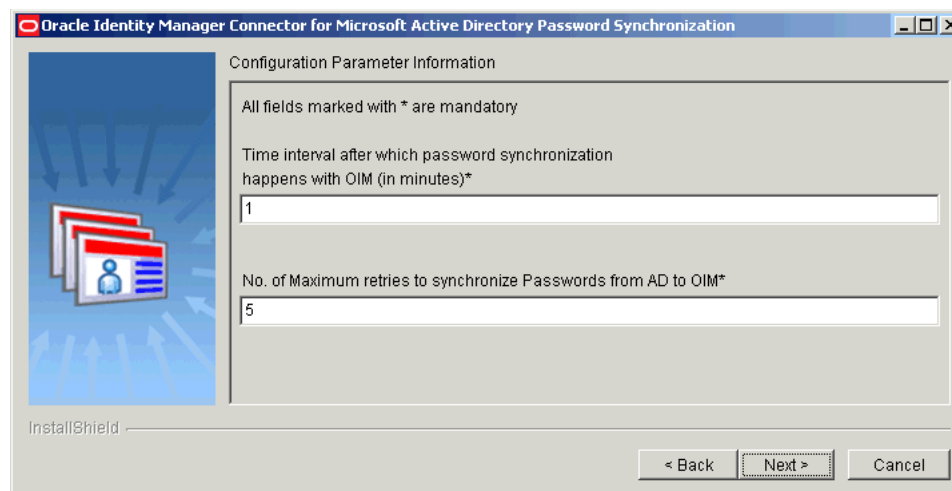 Oracle Identity Manager Connector for Microsoft Active Directory Password Synchronization
Configuration Parameter Information
All fields marked with * are mandatory
Time interval after which password synchronization
happens with OIM (in minutes)*
1
No. of Maximum retries to synchronize Passwords from AD to OIM*
5
InstallShield
< Back
Next >
Cancel